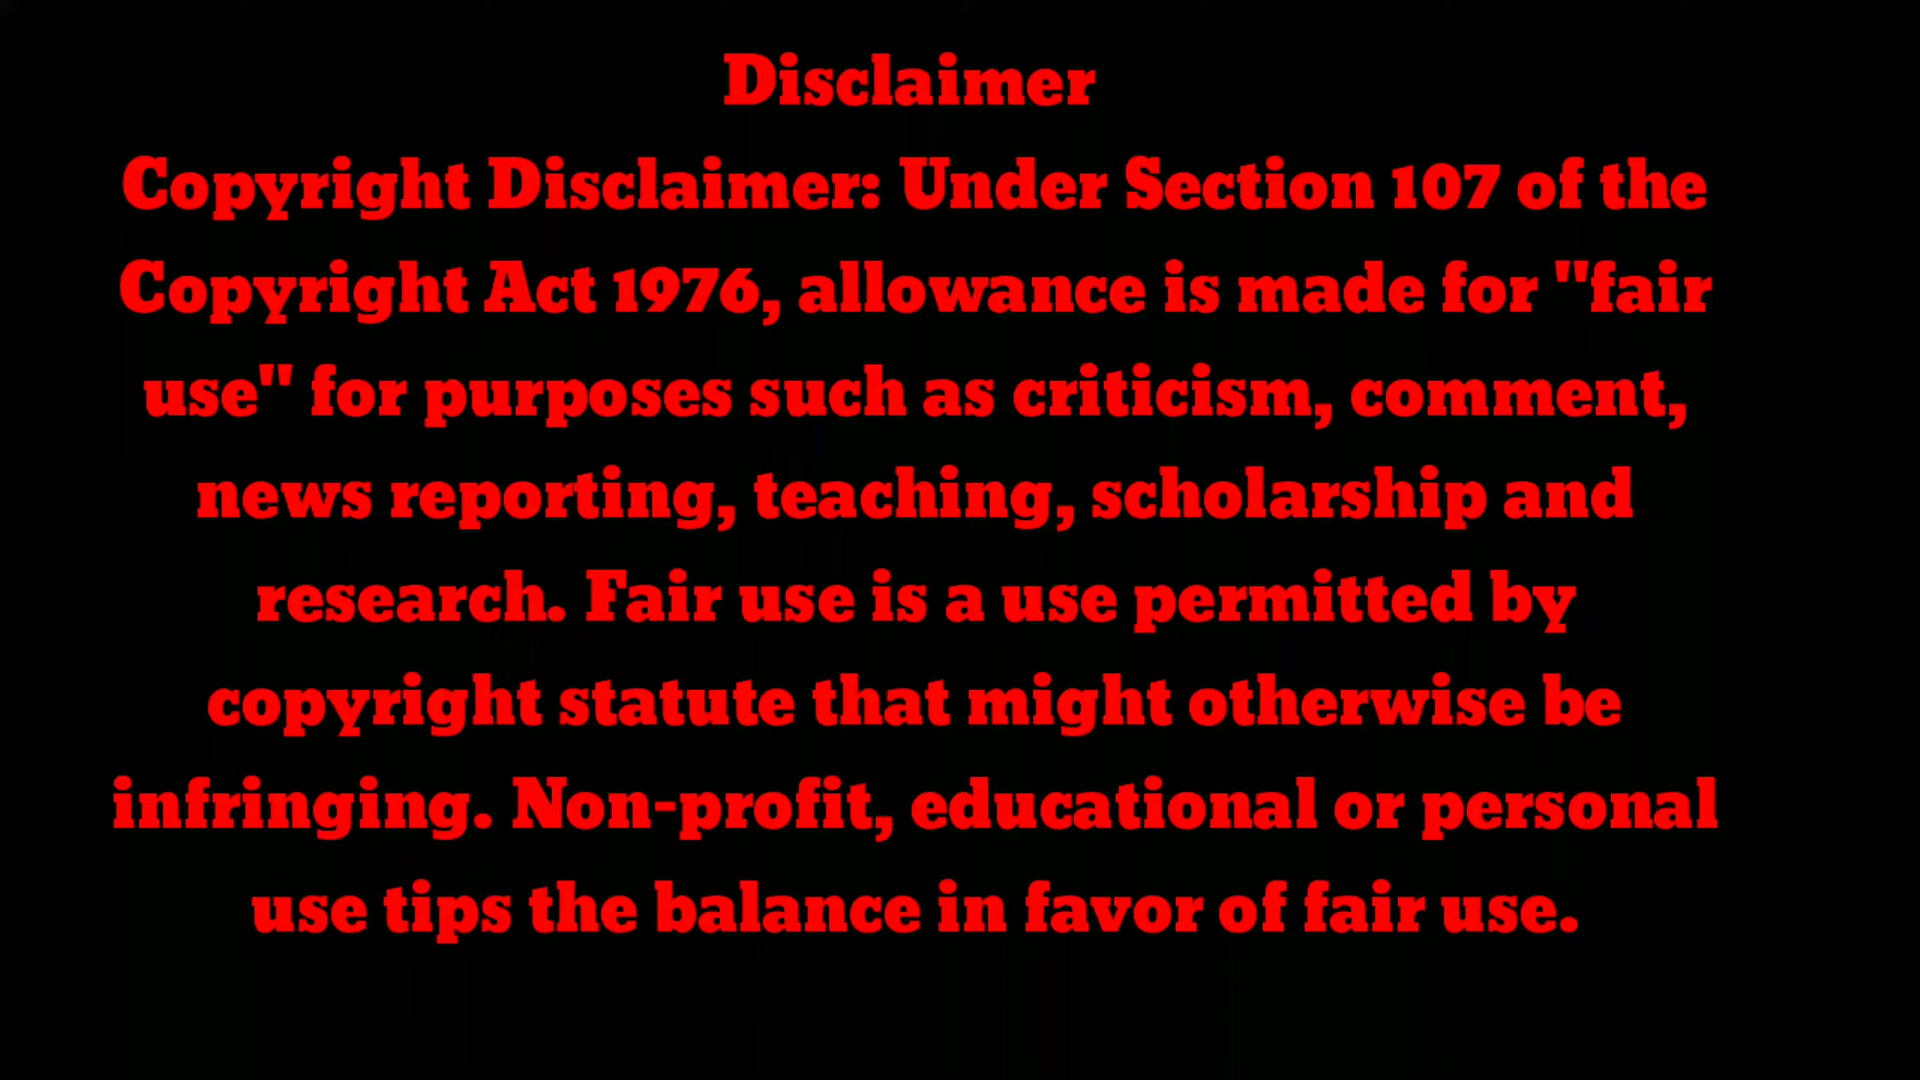 Disclaimer
Copyright Disclaimer: Under Section 107 of the
Copyright Act 1976, allowance is made for "fair
use" for purposes such as criticism, comment,
news reporting, teaching, scholarship and
research. Fair use is a use permitted by
copyright statute that might otherwise be
infringing. Non-profit, educational or personal
use tips the balance in favor of fair use.